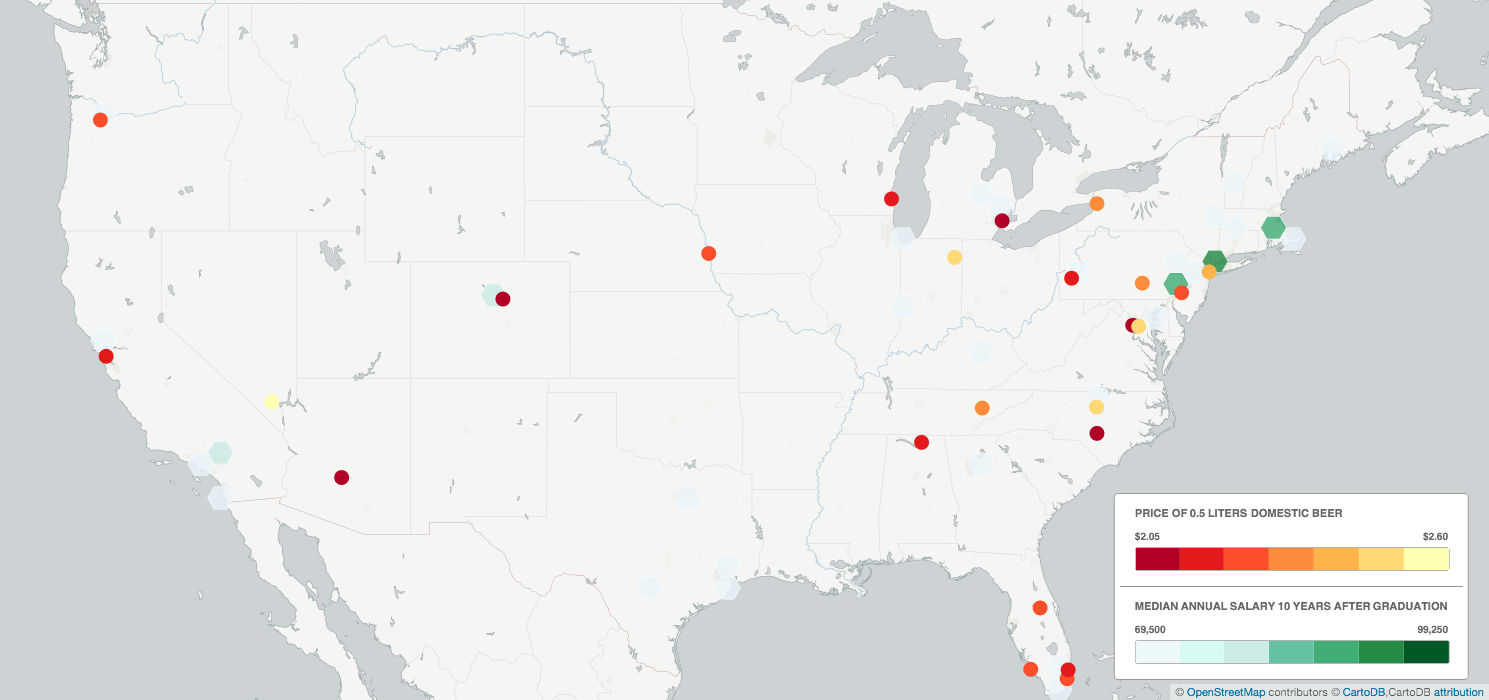 PRICE OF 0.5 LITERS DOMESTIC BEER
$2.05 $2.60
MEDIAN ANNUAL SALARY 10 YEARS AFTER GRADUATION
69,500 99,250
© OpenStreetMap contributors © CartoDB,CartoDB attribution